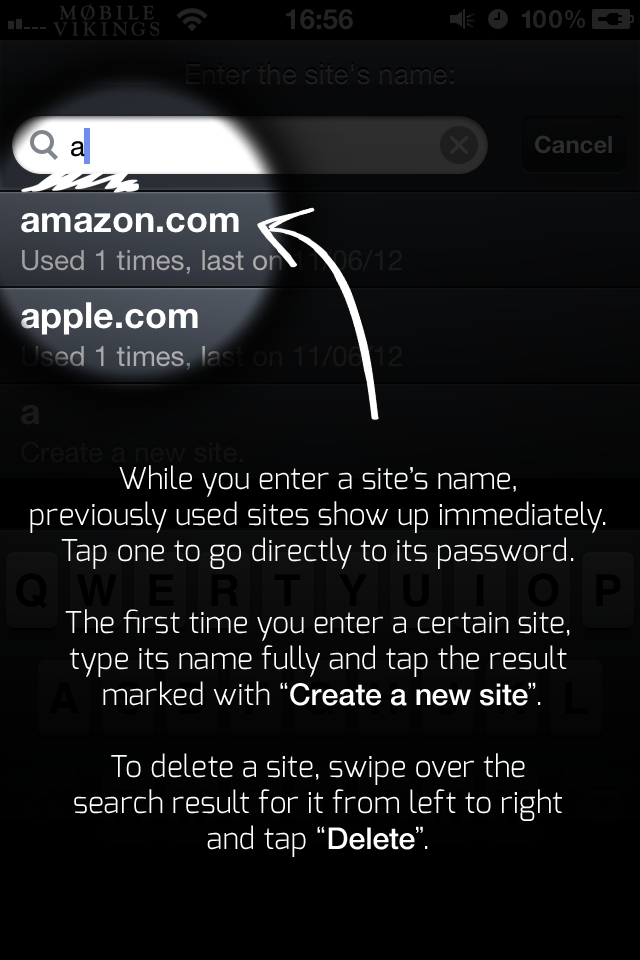 MØBILE
VIKINGS
16:56
100%
Enter the site's name:
a
Cancel
amazon.com
Used 1 times, last on 11/06/12
apple.com
Used 1 times, last on 11/06/12
a
Create a new site.
While you enter a site's name,
previously used sites show up immediately.
Tap one to go directly to its password.
Q W E R T Y U I O P
The first time you enter a certain site,
type its name fully and tap the result
marked with “Create a new site”.
To delete a site, swipe over the
search result for it from left to right
and tap “Delete”.